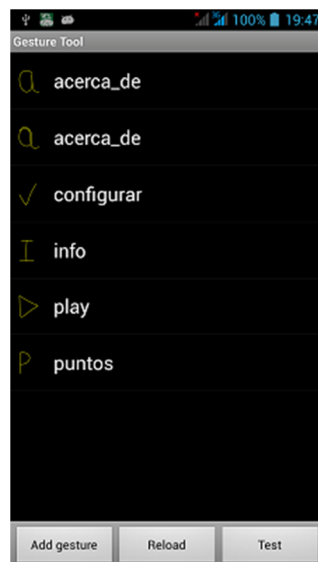 100% 19:47
Gesture Tool
acerca_de
acerca_de
configurar
info
play
puntos
Add gesture Reload Test